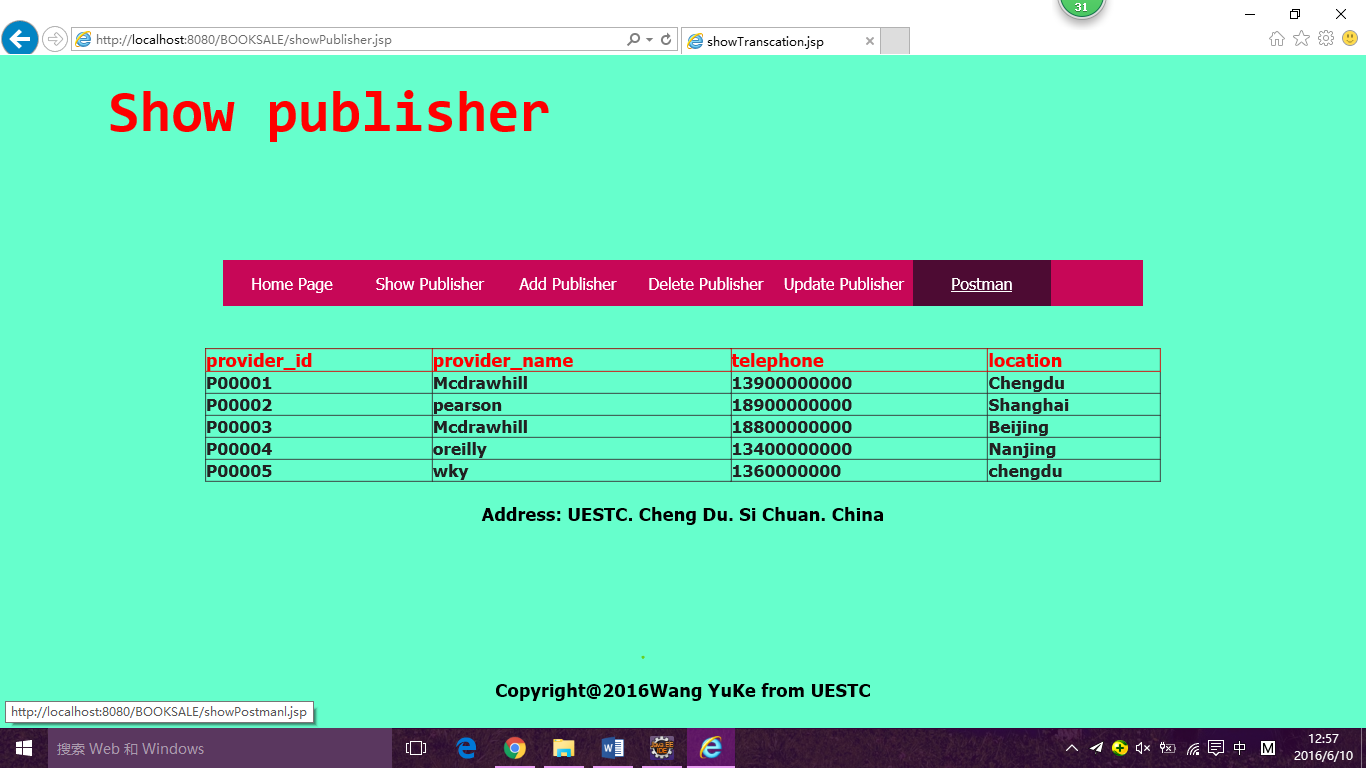 31
http://localhost:8080/BOOKSALE/showPublisher.jsp
showTranscation.jsp
Show publisher
Home Page Show Publisher Add Publisher Delete Publisher Update Publisher Postman
provider_id provider_name telephone location
P00001 Mcdrawhill 13900000000 Chengdu
P00002 pearson 18900000000 Shanghai
P00003 Mcdrawhill 18800000000 Beijing
P00004 oreilly 13400000000 Nanjing
P00005 wky 1360000000 chengdu
Address: UESTC. Cheng Du. Si Chuan. China
Copyright@2016Wang YuKe from UESTC
http://localhost:8080/BOOKSALE/showPostmanl.jsp
搜索 Web 和 Windows
中 M
12:57
2016/6/10